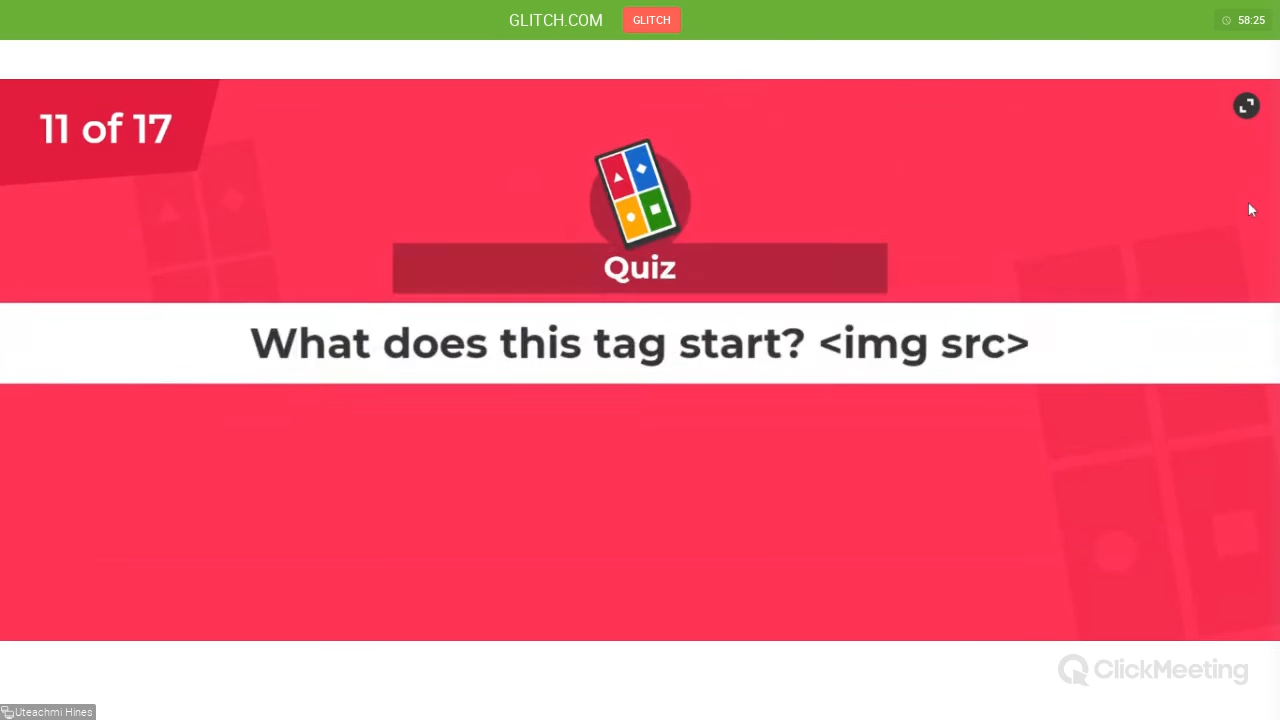 GLITCH.COM GLITCH 58:25
11 of 17
Quiz
What does this tag start? <img src>
ClickMeeting
Uteachmi Hines